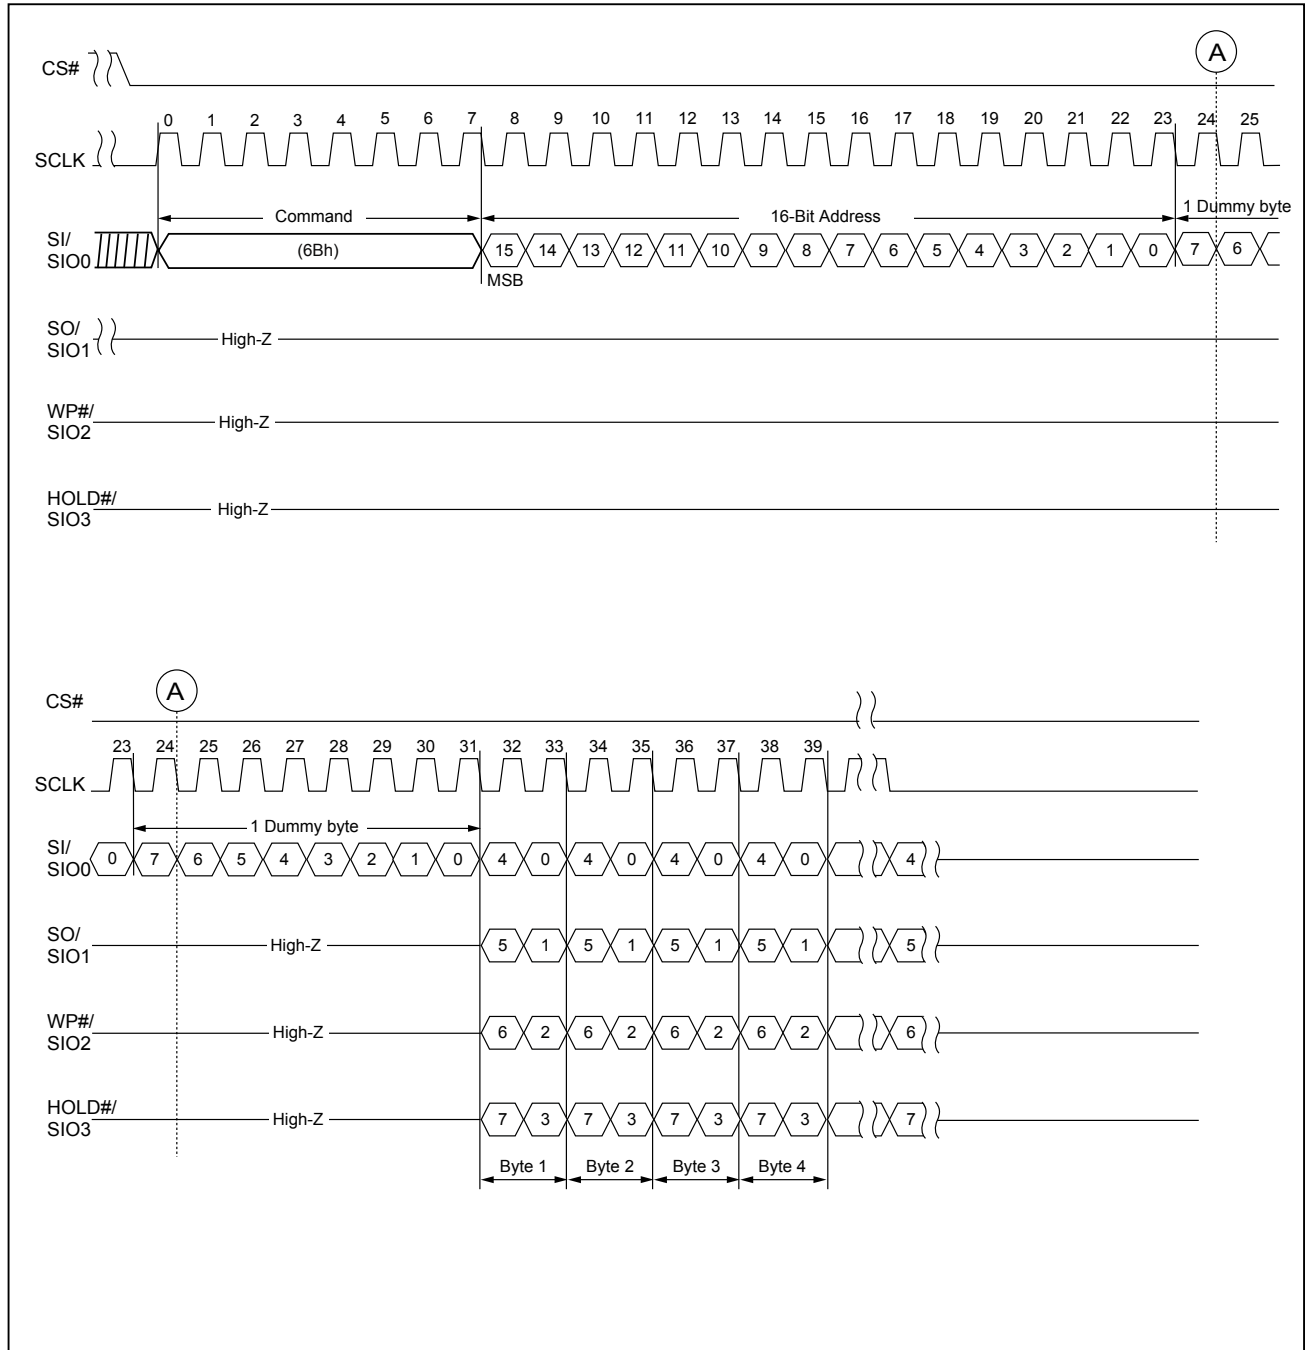 A
CS#
0 1 2 3 4 5 6 7 8 9 10 11 12 13 14 15 16 17 18 19 20 21 22 23 24 25
SCLK
Command 16-Bit Address 1 Dummy byte
SI/
SIO0
(6Bh) 15 14 13 12 11 10 9 8 7 6 5 4 3 2 1 0 7 6
MSB
SO/
SIO1
High-Z
WP#/
SIO2
High-Z
HOLD#/
SIO3
High-Z
A
CS#
23 24 25 26 27 28 29 30 31 32 33 34 35 36 37 38 39
SCLK
1 Dummy byte
SI/
SIO0
0 7 6 5 4 3 2 1 0 4 0 4 0 4 0 4 0 4
SO/
SIO1
High-Z 5 1 5 1 5 1 5 1 5
WP#/
SIO2
High-Z 6 2 6 2 6 2 6 2 6
HOLD#/
SIO3
High-Z 7 3 7 3 7 3 7 3 7
Byte 1 Byte 2 Byte 3 Byte 4